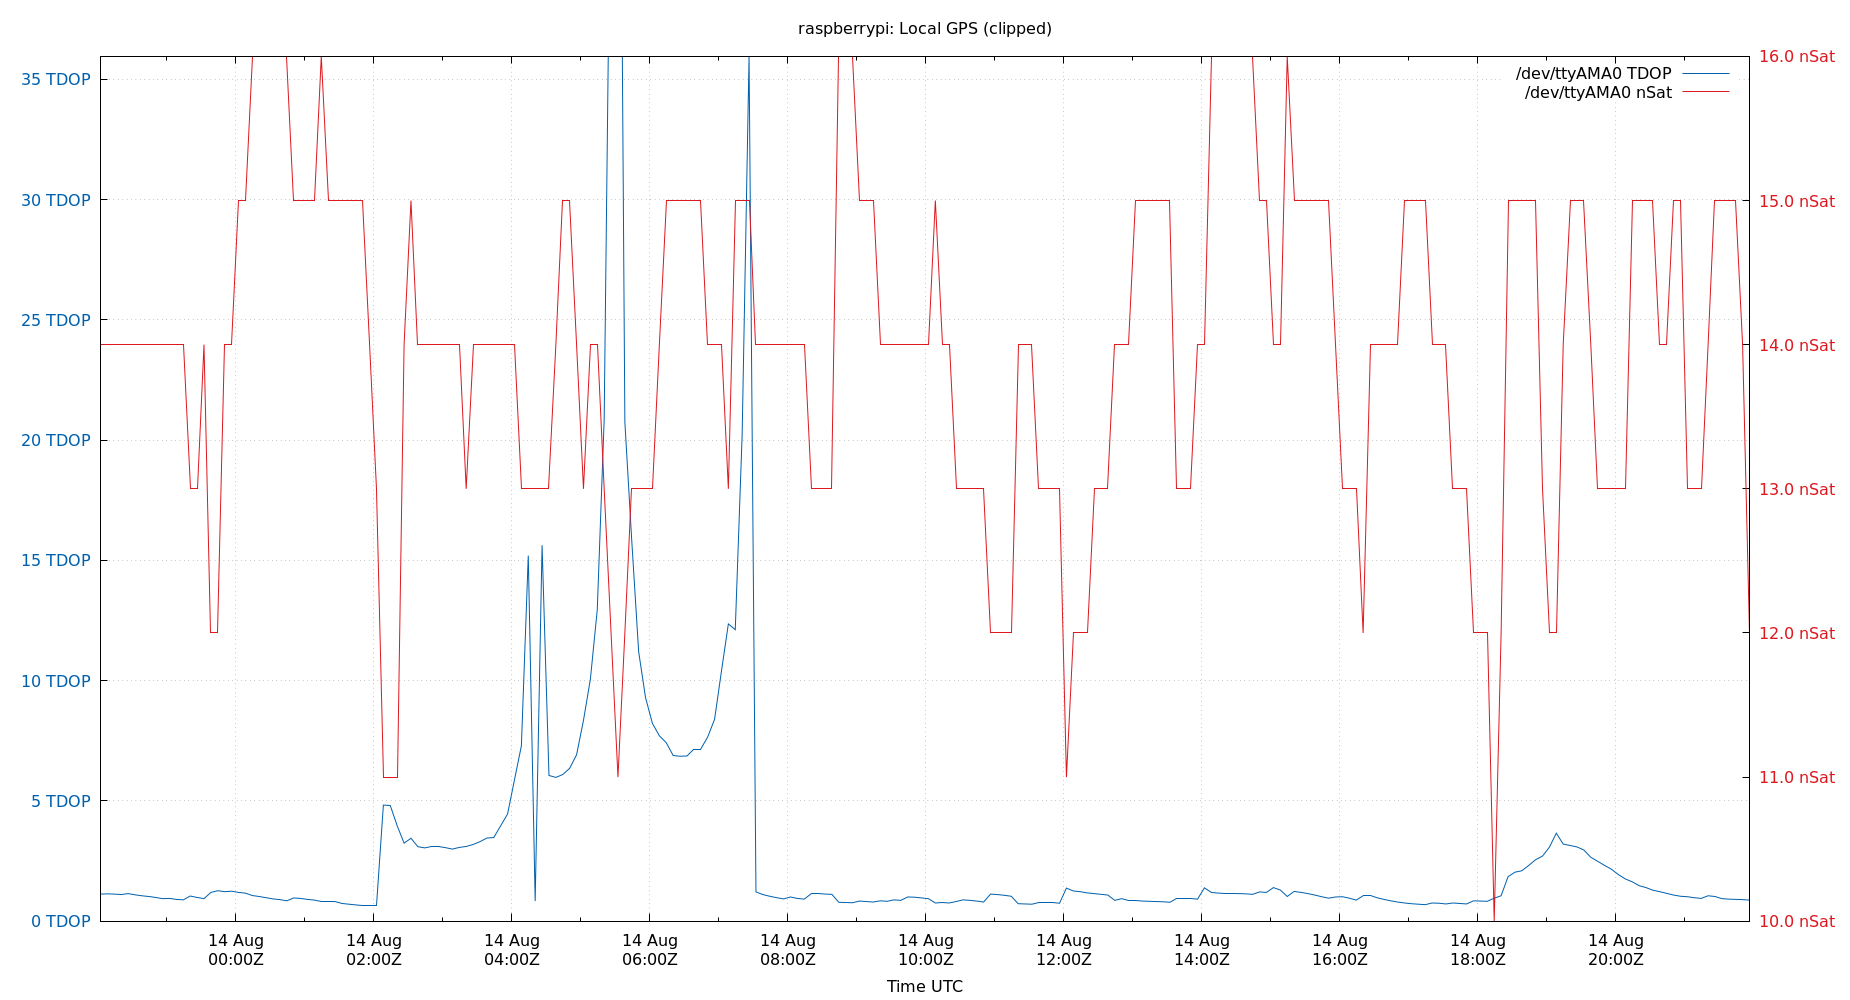 raspberrypi: Local GPS (clipped)
/dev/ttyAMA0 TDOP
/dev/ttyAMA0 nSat
35 TDOP
30 TDOP
25 TDOP
20 TDOP
15 TDOP
10 TDOP
5 TDOP
0 TDOP
16.0 nSat
15.0 nSat
14.0 nSat
13.0 nSat
12.0 nSat
11.0 nSat
10.0 nSat
14 Aug
00:00Z
14 Aug
02:00Z
14 Aug
04:00Z
14 Aug
06:00Z
14 Aug
08:00Z
14 Aug
10:00Z
14 Aug
12:00Z
14 Aug
14:00Z
14 Aug
16:00Z
14 Aug
18:00Z
14 Aug
20:00Z
Time UTC